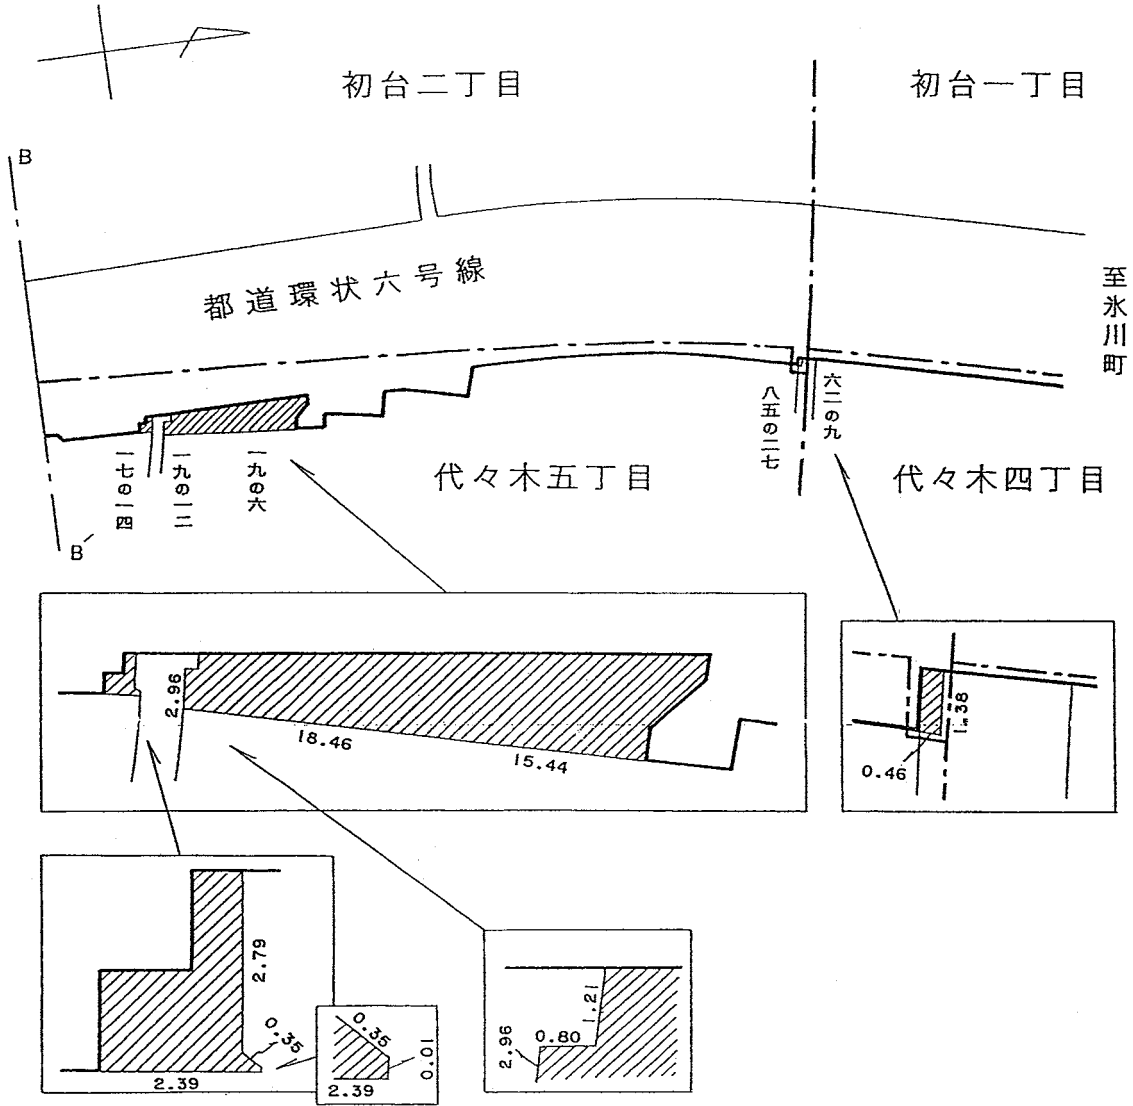 初台二丁目
初台一丁目
B
都道環状六号線
至氷川町
八五の二七
六二の九
一七の一四
一九の一二
一九の六
代々木五丁目
代々木四丁目
B′
2.96
18.46
15.44
1.38
0.46
2.79
0.35
2.39
0.35
0.01
2.39
1.21
0.80
2.96